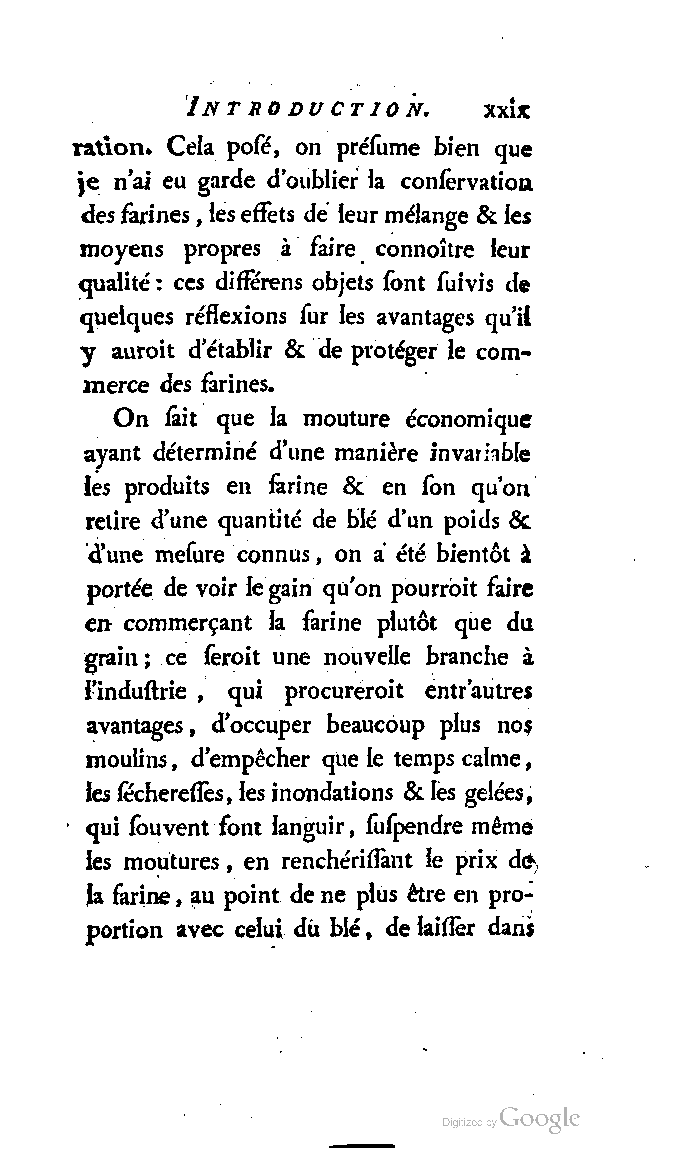 INTRODUCTION. xxix
ration. Cela poſé, on préſume bien que
je n'ai eu garde d'oublier la conſervation
des farines, les effets de leur mélange & les
moyens propres à faire connoître leur
qualité : ces différens objets ſont ſuivis de
quelques réflexions ſur les avantages qu'il
y auroit d'établir & de protéger le com-
merce des farines.
On ſait que la mouture économique
ayant déterminé d'une manière invariable
les produits en farine & en ſon qu'on
retire d'une quantité de blé d'un poids &
d'une meſure connus, on a été bientôt à
portée de voir le gain qu'on pourroit faire
en commerçant la farine plutôt que du
grain ; ce ſeroit une nouvelle branche à
l'induſtrie , qui procureroit entr'autres
avantages, d'occuper beaucoup plus nos
moulins, d'empêcher que le temps calme,
les ſéchereſſes, les inondations & les gelées,
qui ſouvent font languir, ſuſpendre même
les moutures, en renchériſſant le prix de
la farine, au point de ne plus être en pro-
portion avec celui du blé, de laiſſer dans
Digitized by Google